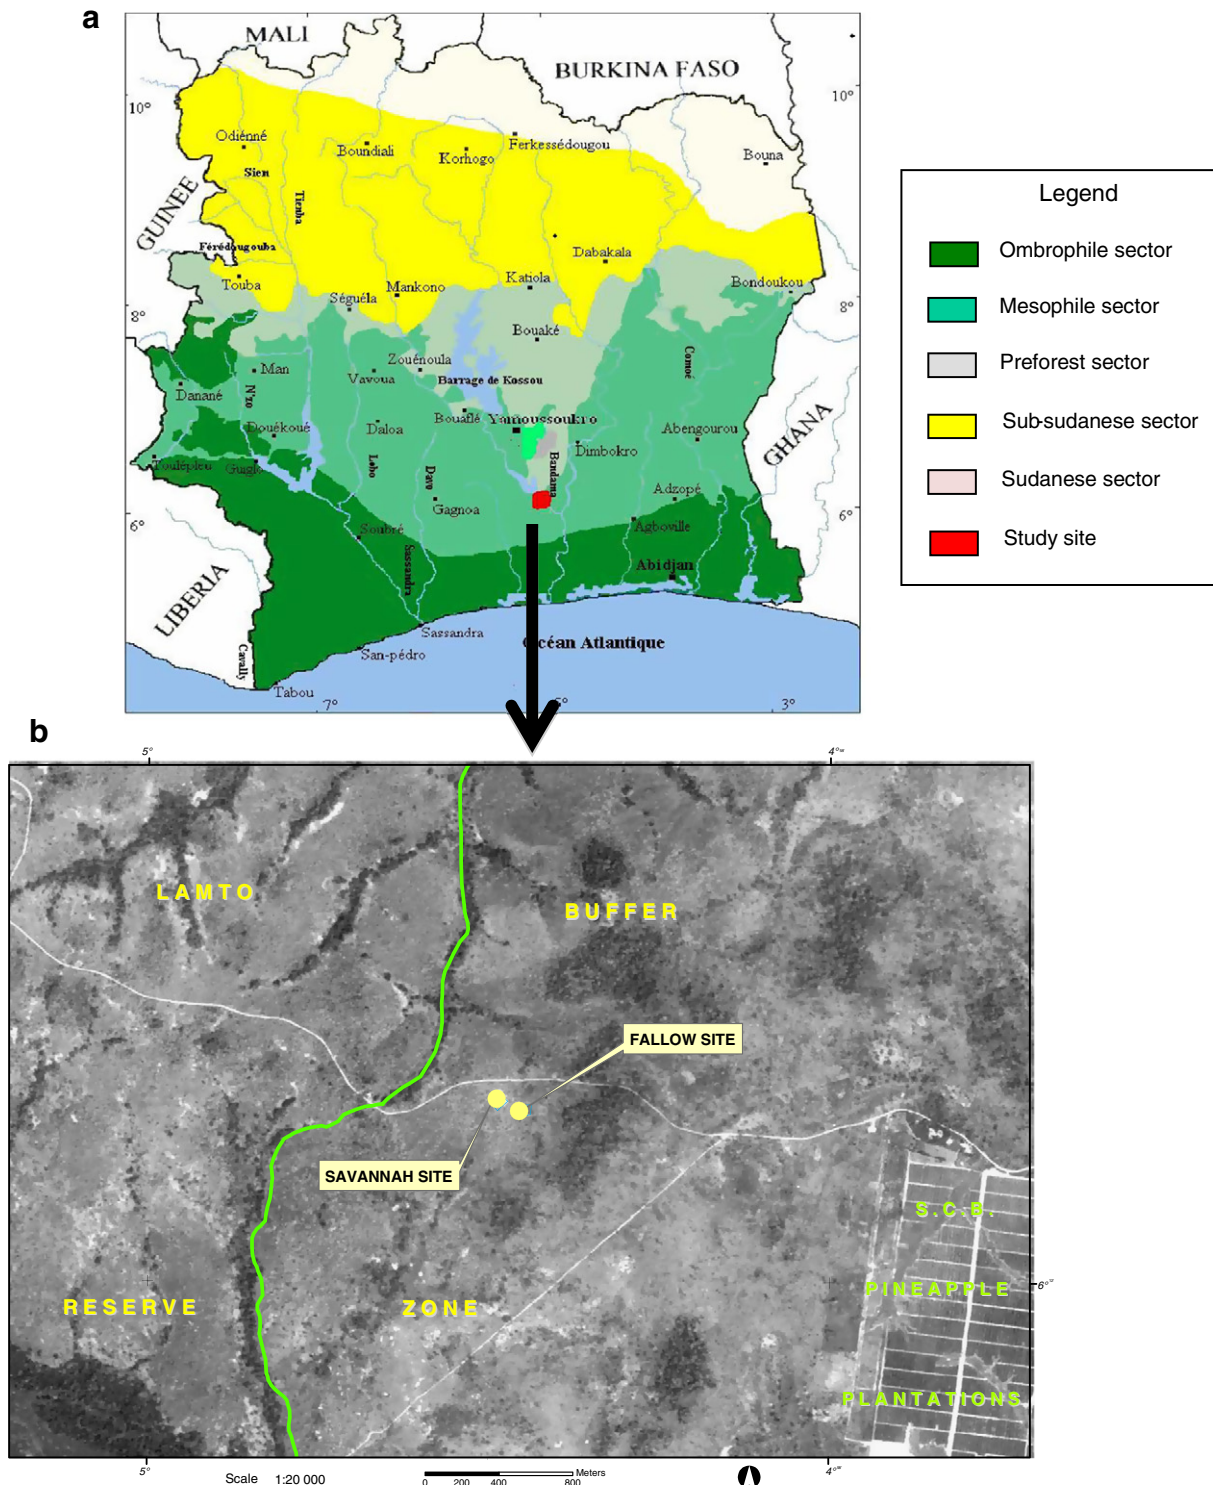 a
MALI
BURKINA FASO
10°
10°
Odiénné
Boundiali
Korhogo
Ferkessédougou
Bouna
Sien
Tienba
GUINEE
Férédougouba
Touba
Dabakala
Katiola
Bondoukou
Mankono
Séguéla
8°
8°
Bouaké
Zouénoula
Man
Vavoua
Barrage de Kossou
Comoé
Danané
N'zo
Bouaflé
Yamoussoukro
Douékoué
Daloa
Dimbokro
Abengourou
GHANA
Toulépleu
Guiglo
Lobo
Davo
Bandama
Gagnoa
Adzopé
6°
6°
Soubré
Agboville
Sassandra
Abidjan
LIBERIA
Sassandra
Océan Atlantique
San-pédro
Cavally
Tabou
7°
5°
3°
Legend
Ombrophile sector
Mesophile sector
Preforest sector
Sub-sudanese sector
Sudanese sector
Study site
b
5°
LAMTO
BUFFER
FALLOW SITE
SAVANNAH SITE
S.C.B.
PINEAPPLE
RESERVE
ZONE
PLANTATIONS
5°
Scale 1:20 000
0 200 400 800
Meters